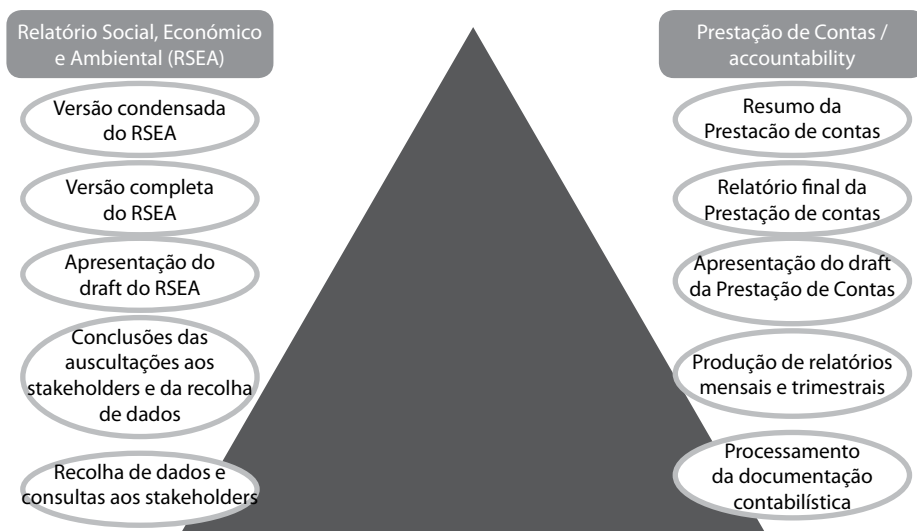 Relatório Social, Económico
e Ambiental (RSEA)
Versão condensada
do RSEA
Versão completa
do RSEA
Apresentação do
draft do RSEA
Conclusões das
auscultações aos
stakeholders e da recolha
de dados
Recolha de dados e
consultas aos stakeholders
Prestação de Contas /
accountability
Resumo da
Prestacão de contas
Relatório final da
Prestação de contas
Apresentação do draft
da Prestação de Contas
Produção de relatórios
mensais e trimestrais
Processamento
da documentação
contabilística